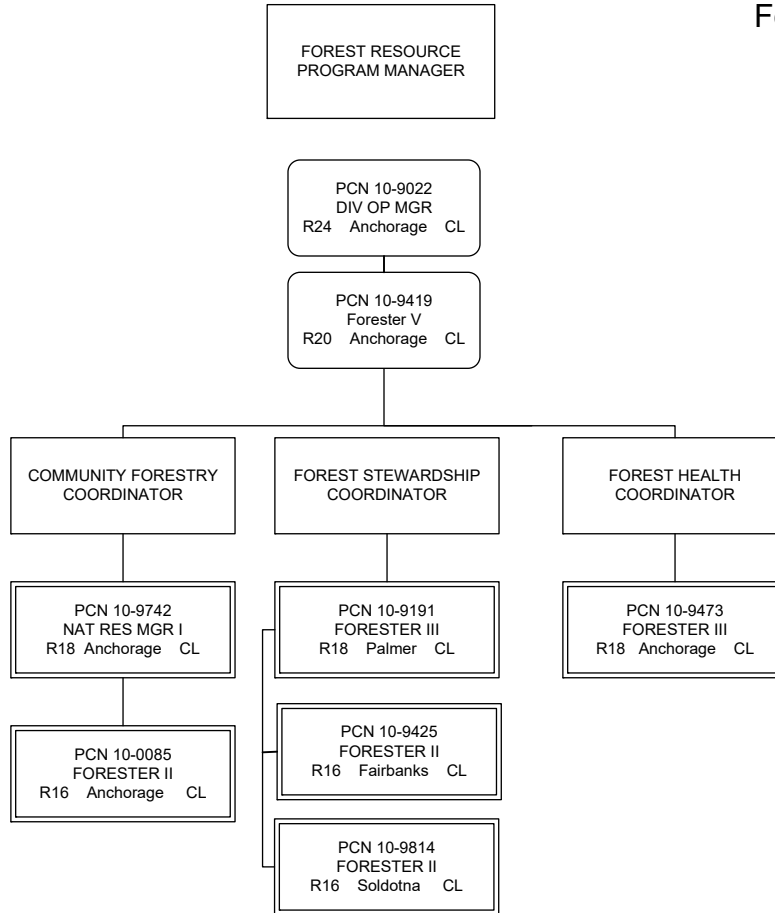 Fo
FOREST RESOURCE
PROGRAM MANAGER
PCN 10-9022
DIV OP MGR
R24 Anchorage CL
PCN 10-9419
Forester V
R20 Anchorage CL
COMMUNITY FORESTRY
COORDINATOR
FOREST STEWARDSHIP
COORDINATOR
FOREST HEALTH
COORDINATOR
PCN 10-9742
NAT RES MGR I
R18 Anchorage CL
PCN 10-9191
FORESTER III
R18 Palmer CL
PCN 10-9473
FORESTER III
R18 Anchorage CL
PCN 10-0085
FORESTER II
R16 Anchorage CL
PCN 10-9425
FORESTER II
R16 Fairbanks CL
PCN 10-9814
FORESTER II
R16 Soldotna CL